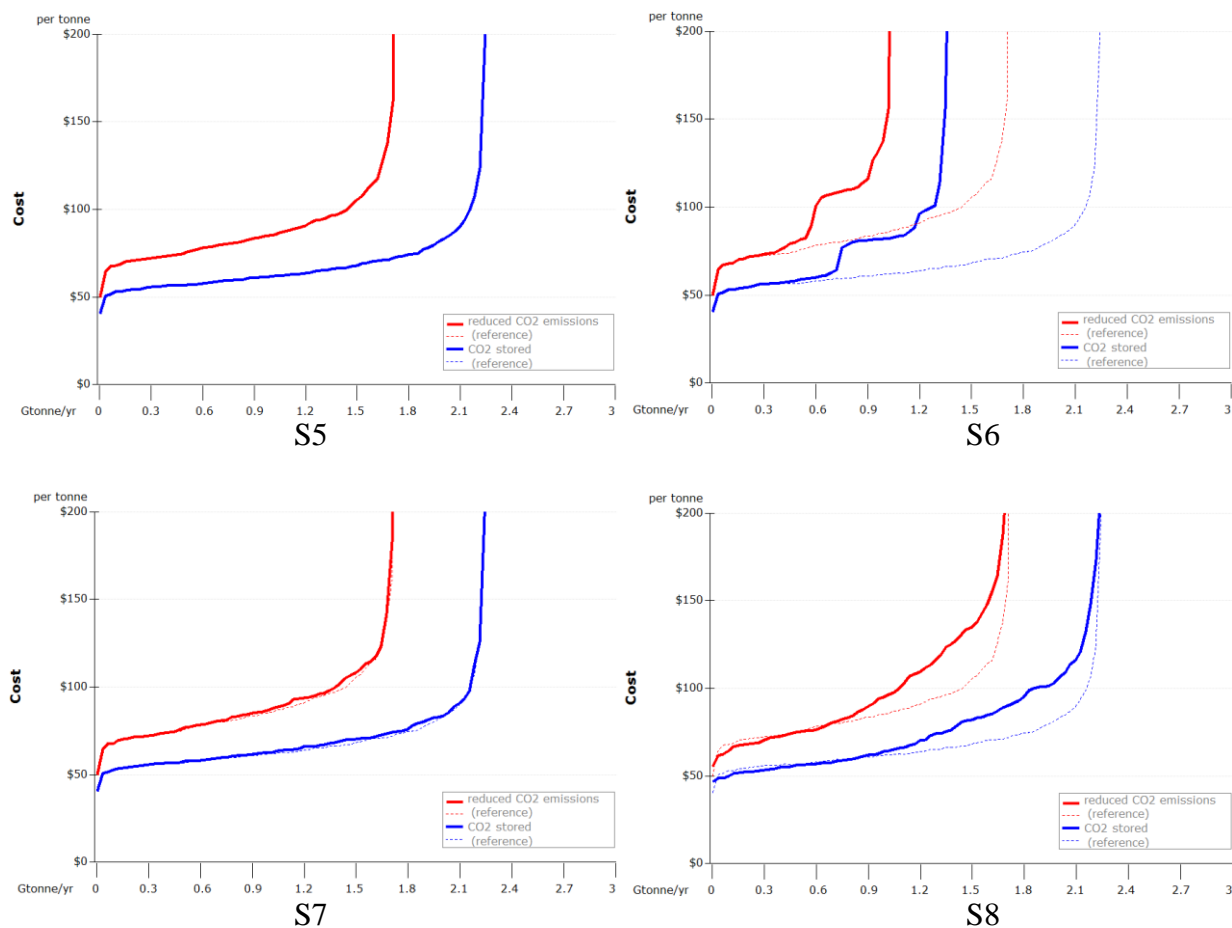 per tonne
$200
$150
$100
$50
$0
Cost
reduced CO2 emissions
(reference)
CO2 stored
(reference)
Gtonne/yr 0 0.3 0.6 0.9 1.2 1.5 1.8 2.1 2.4 2.7 3
S5
per tonne
$200
$150
$100
$50
$0
Cost
reduced CO2 emissions
(reference)
CO2 stored
(reference)
Gtonne/yr 0 0.3 0.6 0.9 1.2 1.5 1.8 2.1 2.4 2.7 3
S6
per tonne
$200
$150
$100
$50
$0
Cost
reduced CO2 emissions
(reference)
CO2 stored
(reference)
Gtonne/yr 0 0.3 0.6 0.9 1.2 1.5 1.8 2.1 2.4 2.7 3
S7
per tonne
$200
$150
$100
$50
$0
Cost
reduced CO2 emissions
(reference)
CO2 stored
(reference)
Gtonne/yr 0 0.3 0.6 0.9 1.2 1.5 1.8 2.1 2.4 2.7 3
S8